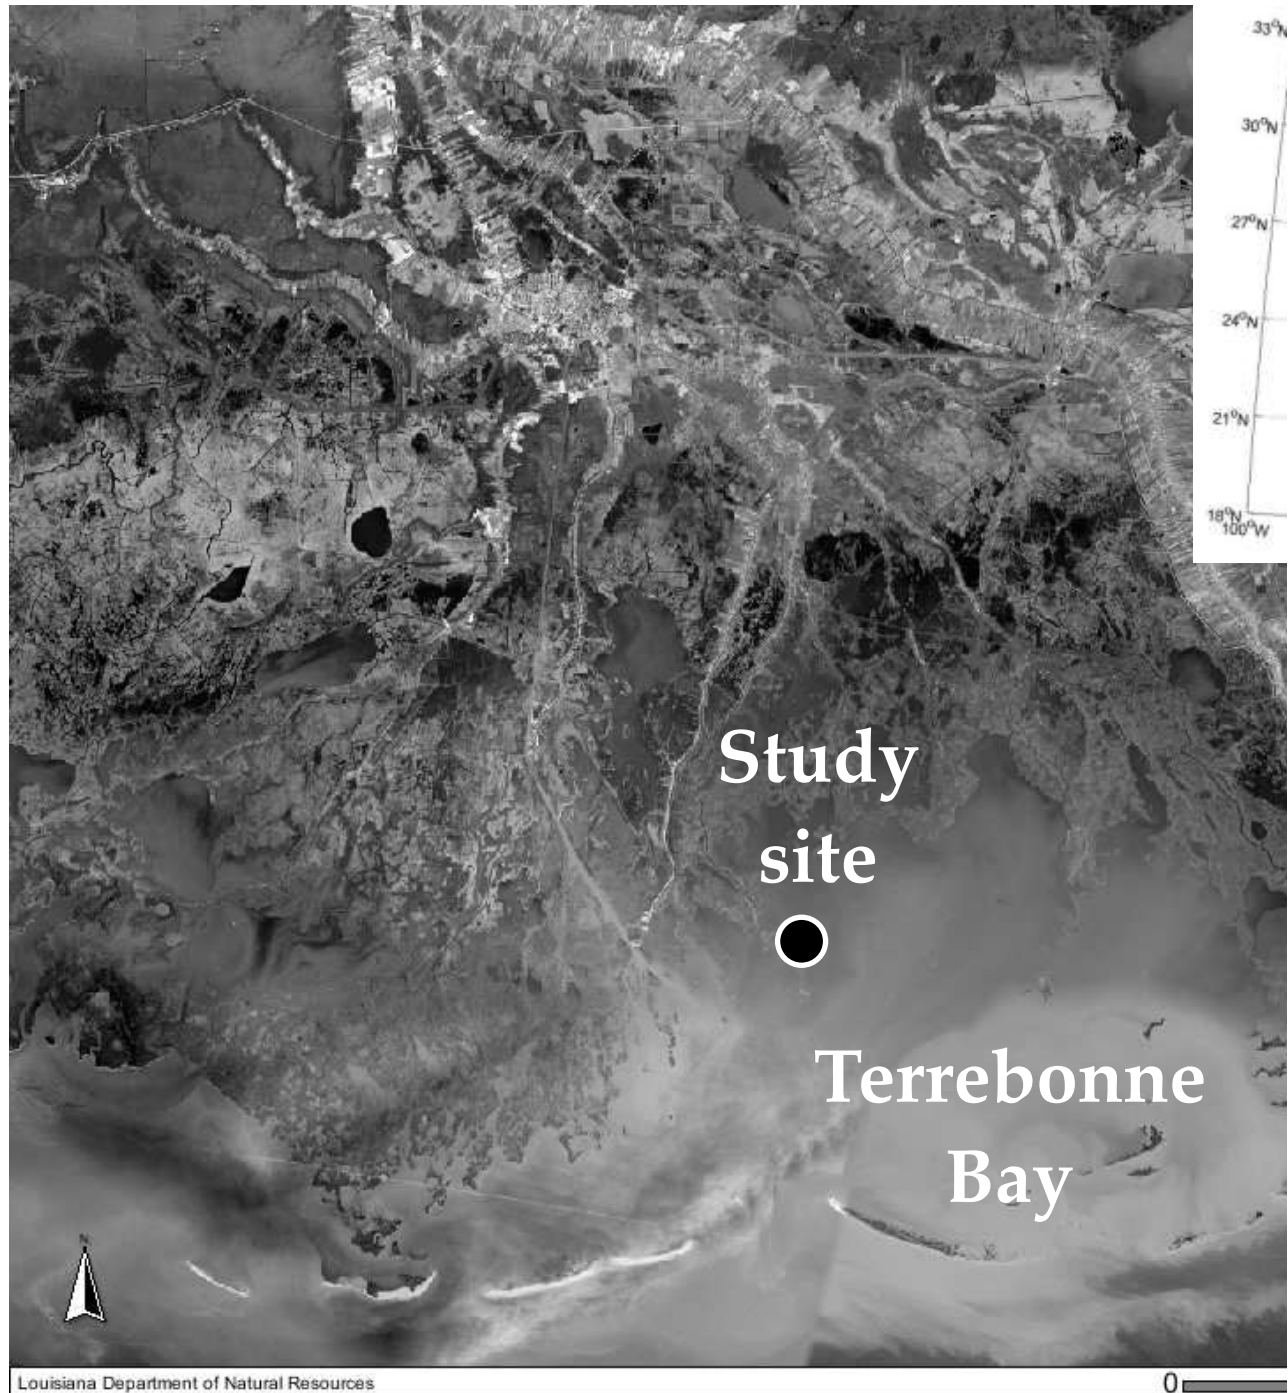 33°N
30°N
27°N
24°N
21°N
18°N
100°W
Study
site
Terrebonne
Bay
N
Louisiana Department of Natural Resources
0